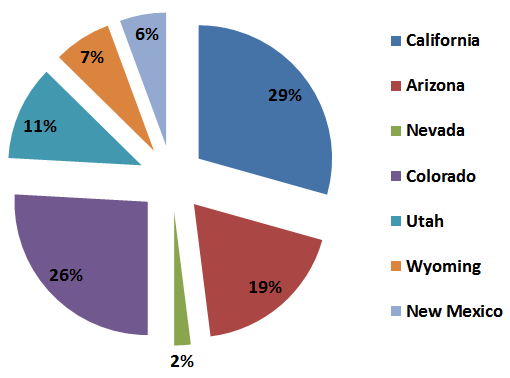 29%
19%
2%
26%
11%
7%
6%
California
Arizona
Nevada
Colorado
Utah
Wyoming
New Mexico